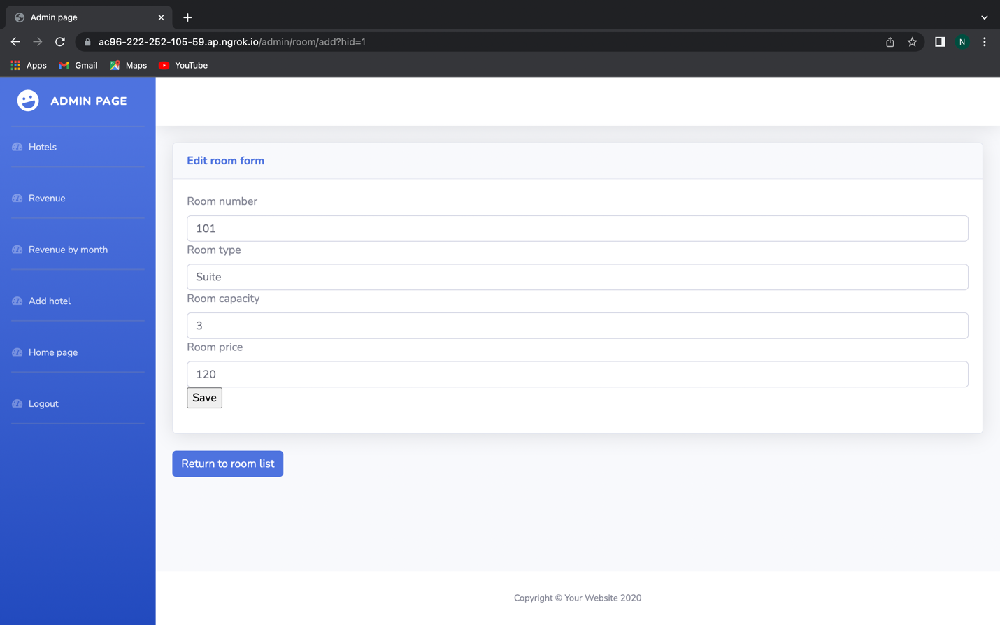 Admin page
ac96-222-252-105-59.ap.ngrok.io/admin/room/add?hid=1
N
Apps
Gmail
Maps
YouTube
ADMIN PAGE
Hotels
Revenue
Revenue by month
Add hotel
Home page
Logout
Edit room form
Room number
101
Room type
Suite
Room capacity
3
Room price
120
Save
Return to room list
Copyright © Your Website 2020